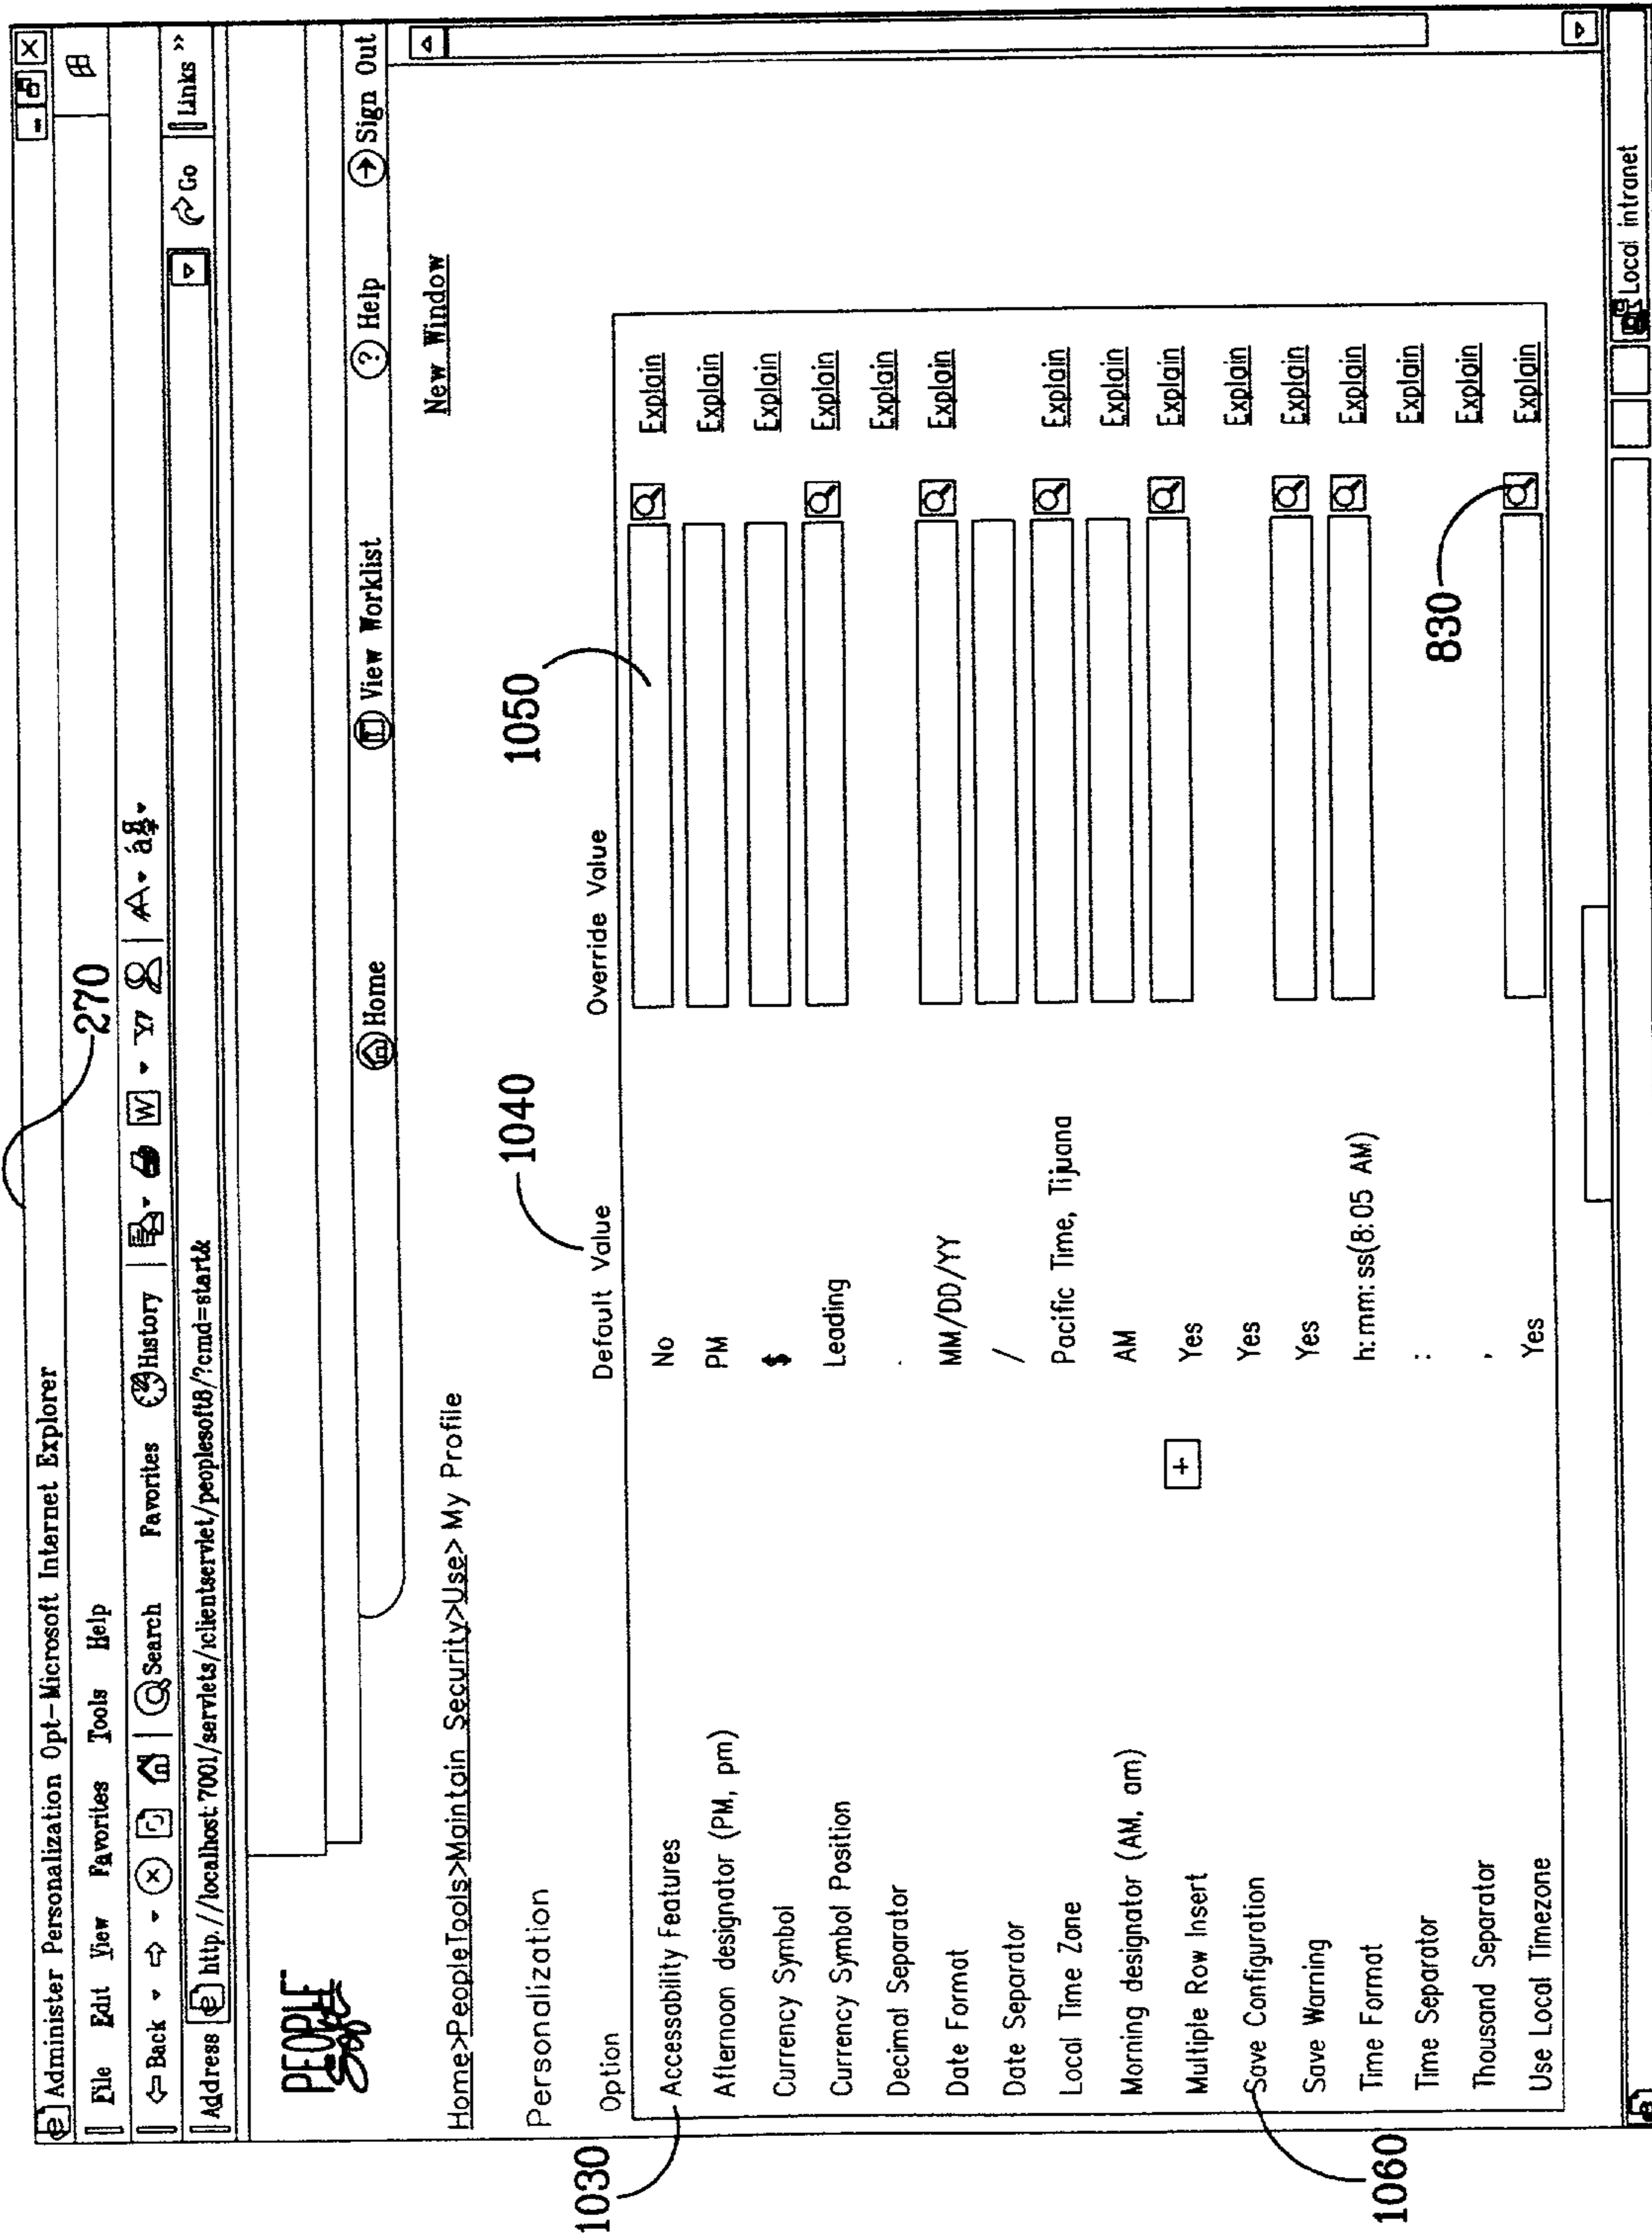 270
Administer Personalization Opt-Microsoft Internet Explorer
File Edit View Favorites Tools Help
Back Search Favorites History W Y7 A ág
Address http.//localhost:7001/servlets/iclientservlet/peoplesoft8/?cmd=start& Go Links »
PEOPLE
Soft
Home View Worklist ? Help Sign Out
New Window
Home>PeopleTools>Maintain Security>Use> My Profile
Personalization
1040
1050
Option Default Value Override Value
1030
Accessability Features No Explain
Afternoon designator (PM, pm) PM Explain
Currency Symbol $ Explain
Currency Symbol Position Leading Explain
Decimal Separator . Explain
Date Format MM/DD/YY Explain
Date Separator /
Local Time Zone Pacific Time, Tijuana Explain
Morning designator (AM, am) AM Explain
Multiple Row Insert + Yes Explain
Save Configuration Yes Explain
1060
Save Warning Yes Explain
Time Format h:mm:ss(8:05 AM) Explain
Time Separator : Explain
830
Thousand Separator , Explain
Use Local Timezone Yes Explain
Local intranet